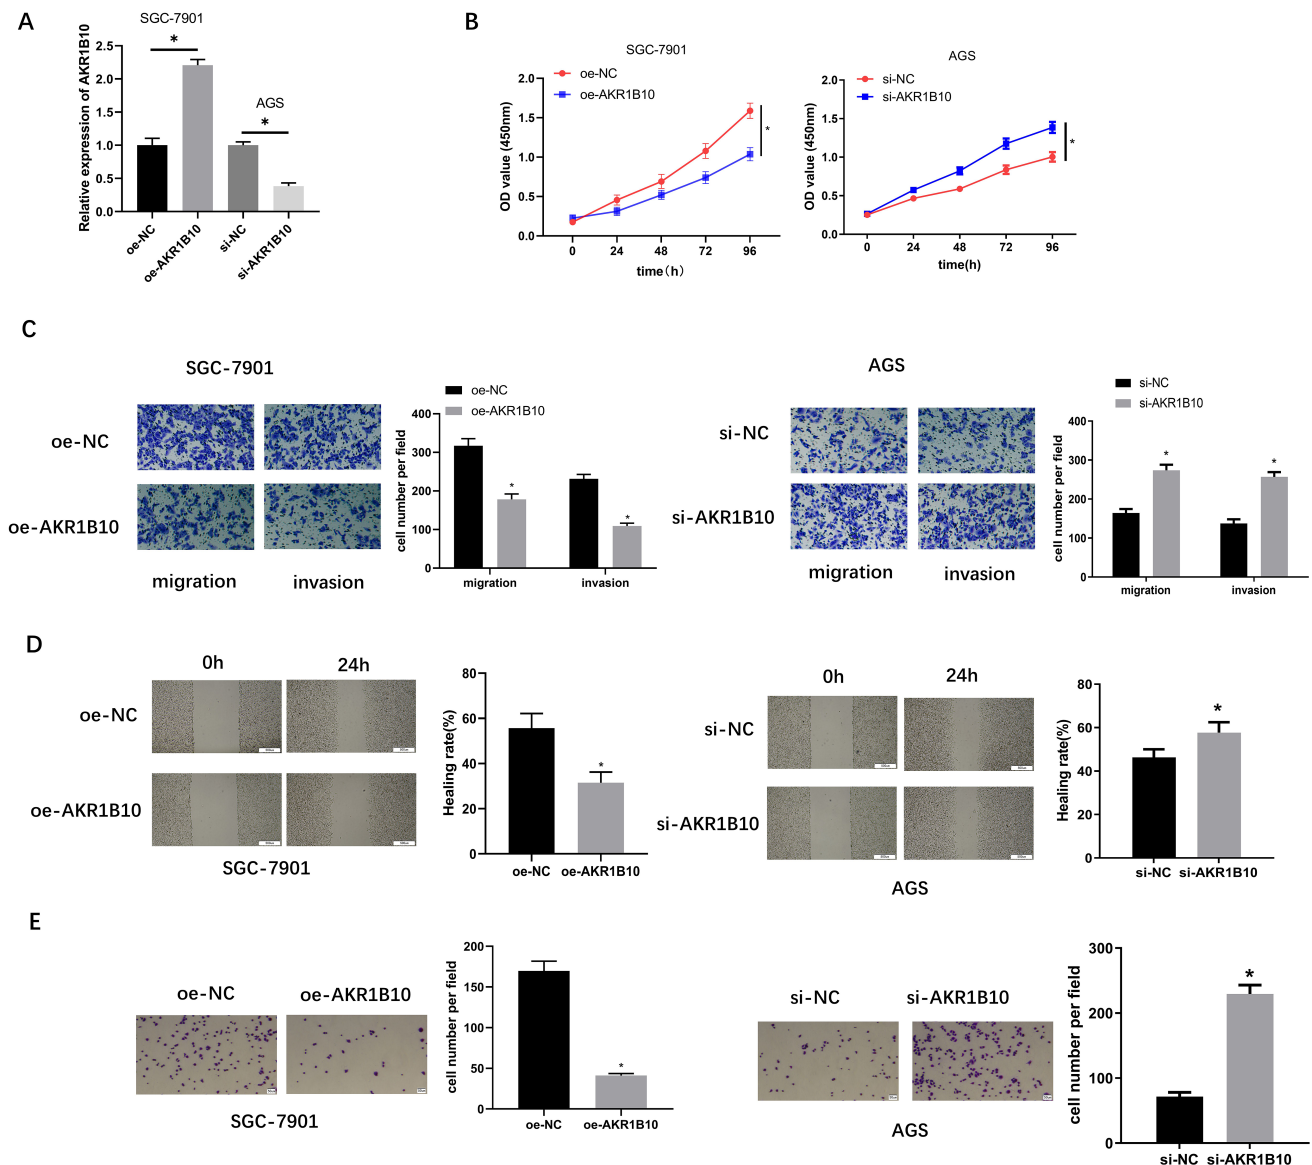 A
SGC-7901
Relative expression of AKR1B10
2.5
2.0
1.5
1.0
0.5
0.0
*
AGS
*
oe-NC
oe-AKR1B10
si-NC
si-AKR1B10
B
SGC-7901
oe-NC
oe-AKR1B10
OD value (450nm)
2.0
1.5
1.0
0.5
0.0
*
0 24 48 72 96
time（h）
AGS
si-NC
si-AKR1B10
OD value (450nm)
2.0
1.5
1.0
0.5
0.0
*
0 24 48 72 96
time(h)
C
SGC-7901
oe-NC
oe-AKR1B10
migration invasion
oe-NC
oe-AKR1B10
cell number per field
400
300
200
100
0
* *
migration invasion
AGS
si-NC
si-AKR1B10
migration invasion
si-NC
si-AKR1B10
cell number per field
400
300
200
100
0
* *
migration invasion
D
0h 24h
oe-NC
oe-AKR1B10
SGC-7901
Healing rate(%)
80
60
40
20
0
*
oe-NC oe-AKR1B10
0h 24h
si-NC
si-AKR1B10
AGS
Healing rate(%)
80
60
40
20
0
*
si-NC si-AKR1B10
E
oe-NC oe-AKR1B10
SGC-7901
cell number per field
200
150
100
50
0
*
oe-NC oe-AKR1B10
si-NC si-AKR1B10
AGS
cell number per field
300
200
100
0
*
si-NC si-AKR1B10